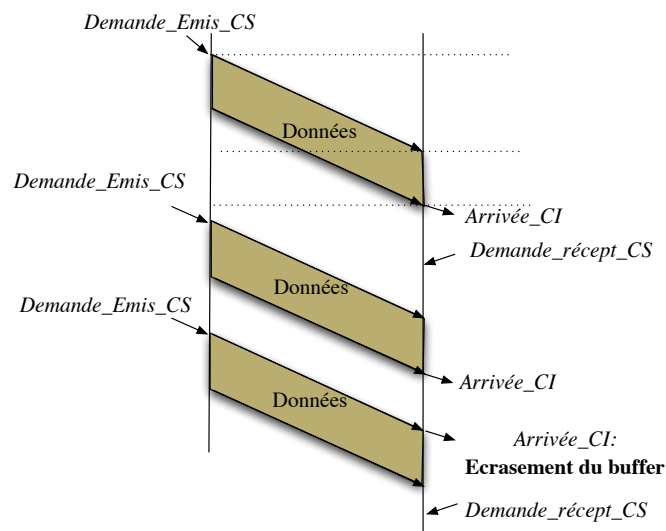 Demande_Emis_CS
Données
Demande_Emis_CS
Arrivée_CI
Demande_récept_CS
Données
Demande_Emis_CS
Arrivée_CI
Données
Arrivée_CI:
Ecrasement du buffer
Demande_récept_CS